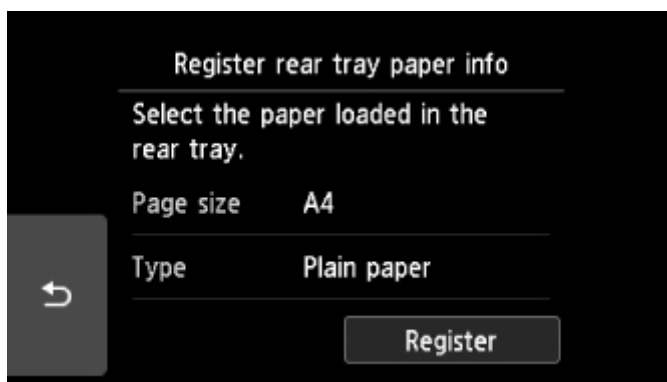 Register rear tray paper info
Select the paper loaded in the
rear tray.
Page size A4
Type Plain paper
Register